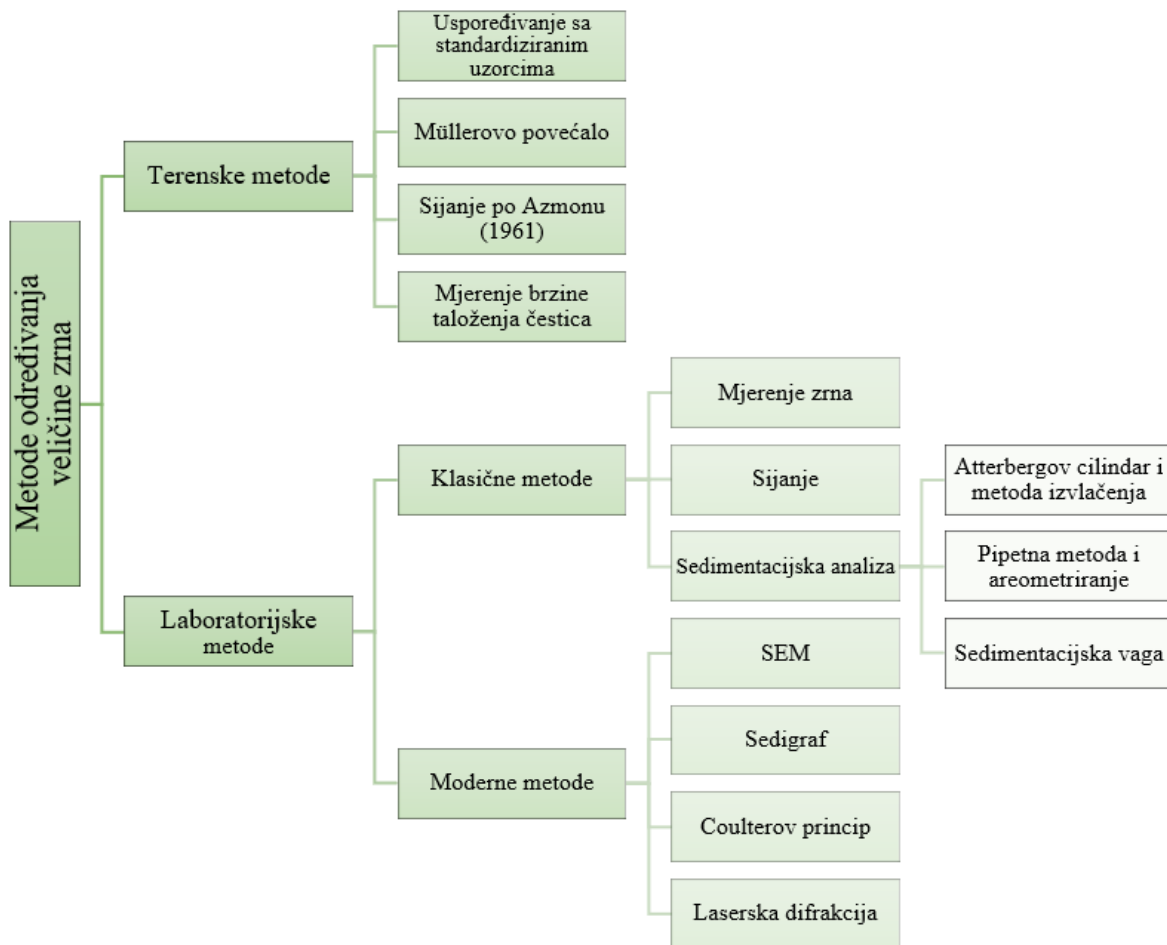 Metode određivanja
veličine zrna
Terenske metode
Uspoređivanje sa
standardiziranim
uzorcima
Müllerovo povećalo
Sijanje po Azmonu
(1961)
Mjerenje brzine
taloženja čestica
Laboratorijske
metode
Klasične metode
Mjerenje zrna
Sijanje
Sedimentacijska analiza
Atterbergov cilindar i
metoda izvlačenja
Pipetna metoda i
areometriranje
Sedimentacijska vaga
Moderne metode
SEM
Sedigraf
Coulterov princip
Laserska difrakcija